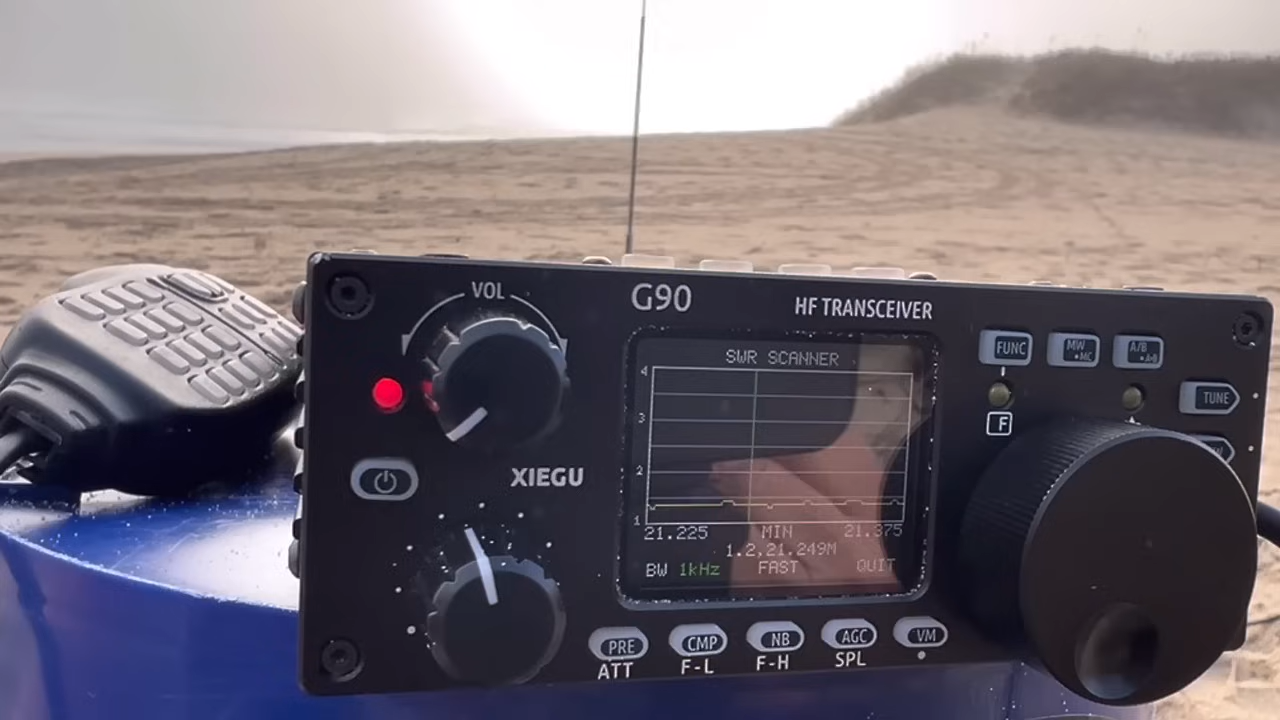 VOL
G90
HF TRANSCEIVER
SWR SCANNER
4
3
2
1
21.225 MIN 21.375
1.2,21.249M
BW 1kHz FAST QUIT
XIEGU
FUNC
MW
•MC
A/B
•A=B
F
TUNE
PRE CMP NB AGC VM
ATT F-L F-H SPL